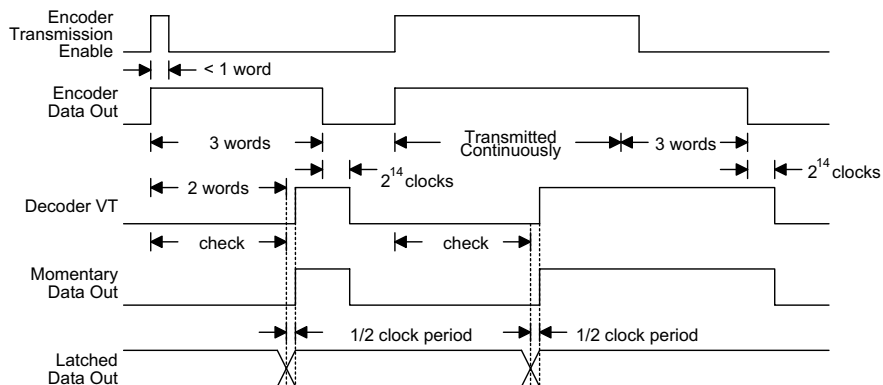 Encoder
Transmission
Enable
< 1 word
Encoder
Data Out
3 words
Transmitted
Continuously
3 words
2^14 clocks
2^14 clocks
2 words
Decoder VT
check
check
Momentary
Data Out
1/2 clock period
1/2 clock period
Latched
Data Out